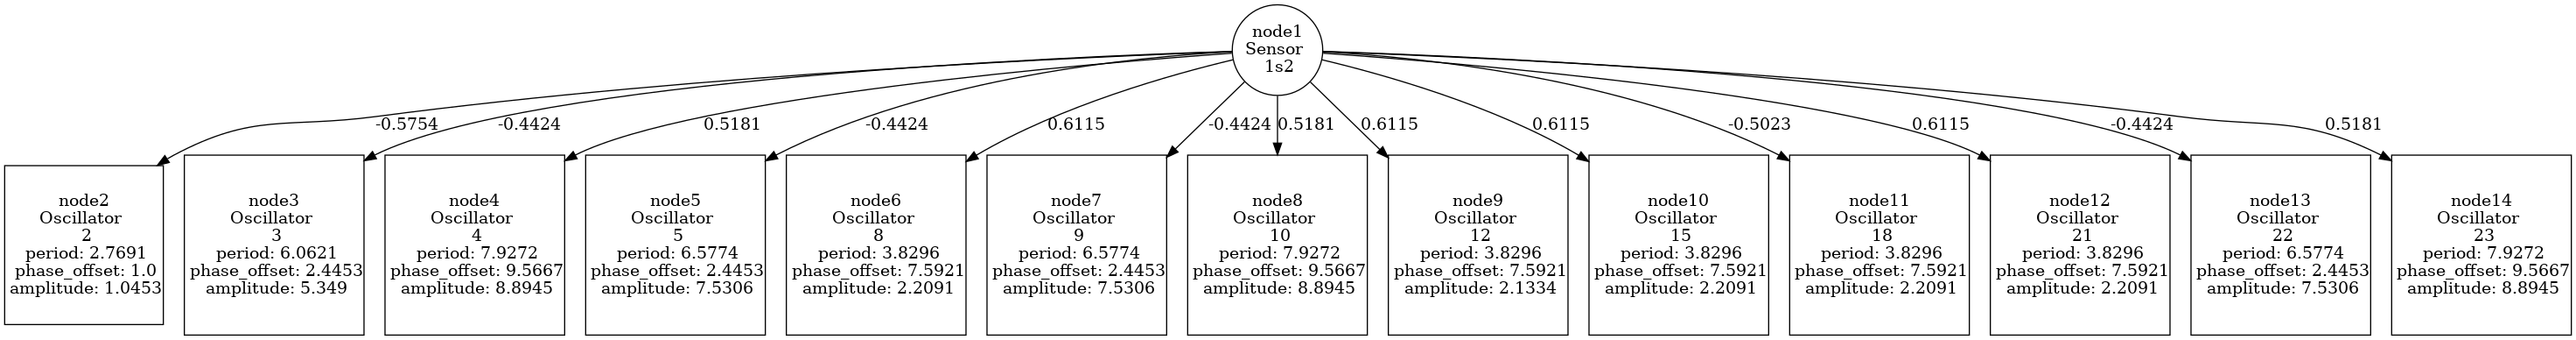 node1
Sensor
1s2
-0.5754
-0.4424
0.5181
-0.4424
0.6115
-0.4424
0.5181
0.6115
0.6115
-0.5023
0.6115
-0.4424
0.5181
node2
Oscillator
2
period: 2.7691
phase_offset: 1.0
amplitude: 1.0453
node3
Oscillator
3
period: 6.0621
phase_offset: 2.4453
amplitude: 5.349
node4
Oscillator
4
period: 7.9272
phase_offset: 9.5667
amplitude: 8.8945
node5
Oscillator
5
period: 6.5774
phase_offset: 2.4453
amplitude: 7.5306
node6
Oscillator
8
period: 3.8296
phase_offset: 7.5921
amplitude: 2.2091
node7
Oscillator
9
period: 6.5774
phase_offset: 2.4453
amplitude: 7.5306
node8
Oscillator
10
period: 7.9272
phase_offset: 9.5667
amplitude: 8.8945
node9
Oscillator
12
period: 3.8296
phase_offset: 7.5921
amplitude: 2.1334
node10
Oscillator
15
period: 3.8296
phase_offset: 7.5921
amplitude: 2.2091
node11
Oscillator
18
period: 3.8296
phase_offset: 7.5921
amplitude: 2.2091
node12
Oscillator
21
period: 3.8296
phase_offset: 7.5921
amplitude: 2.2091
node13
Oscillator
22
period: 6.5774
phase_offset: 2.4453
amplitude: 7.5306
node14
Oscillator
23
period: 7.9272
phase_offset: 9.5667
amplitude: 8.8945